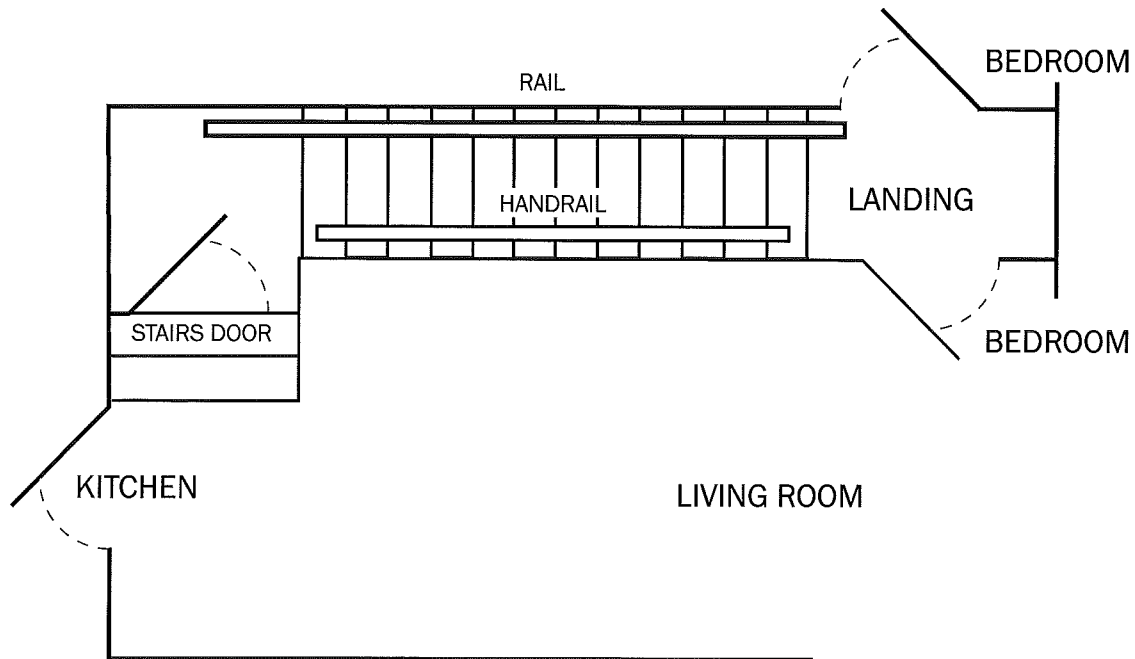 BEDROOM
RAIL
LANDING
HANDRAIL
STAIRS DOOR
BEDROOM
KITCHEN
LIVING ROOM